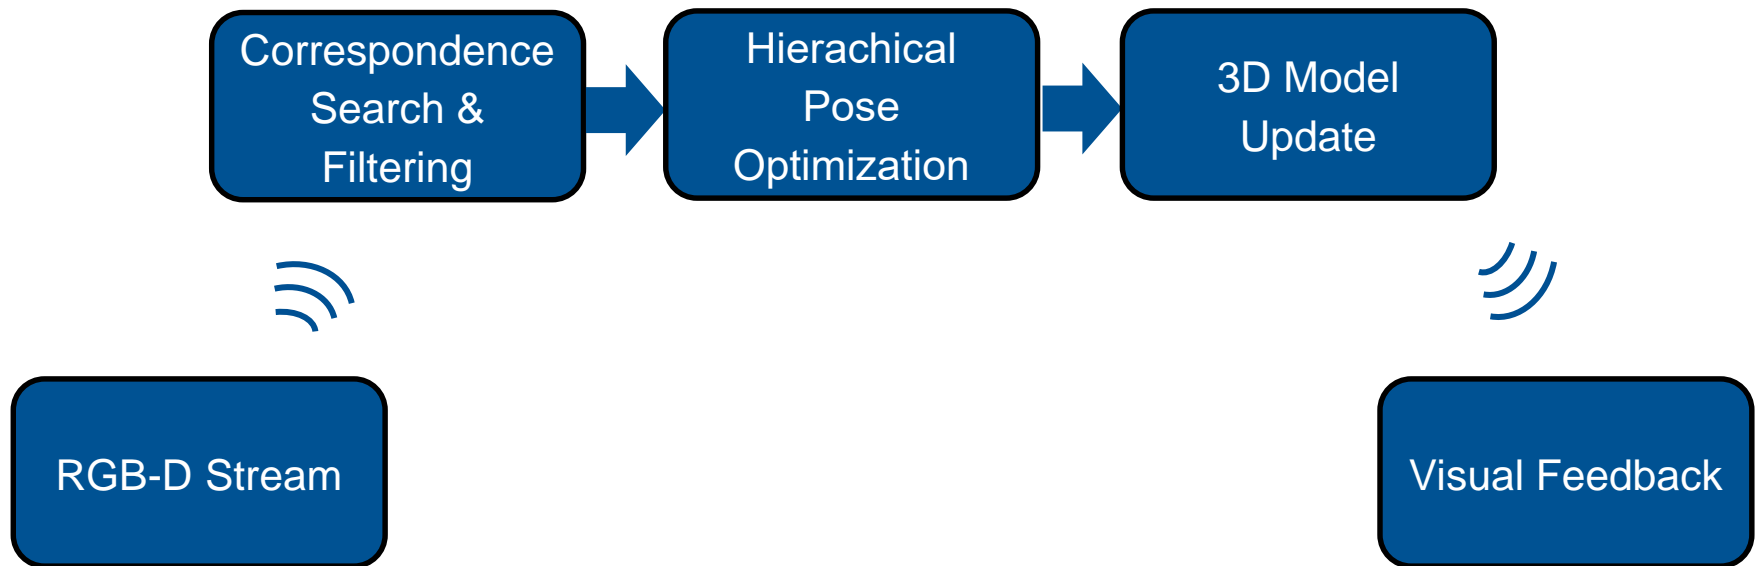 Correspondence
Search &
Filtering
Hierachical
Pose
Optimization
3D Model
Update
RGB-D Stream
Visual Feedback